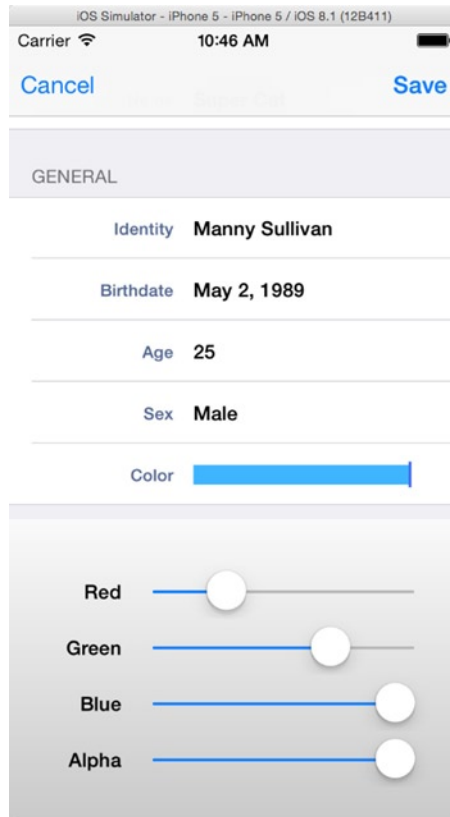 iOS Simulator - iPhone 5 - iPhone 5 / iOS 8.1 (12B411)
Carrier 10:46 AM
Cancel Save
GENERAL
Identity Manny Sullivan
Birthdate May 2, 1989
Age 25
Sex Male
Color
Red
Green
Blue
Alpha